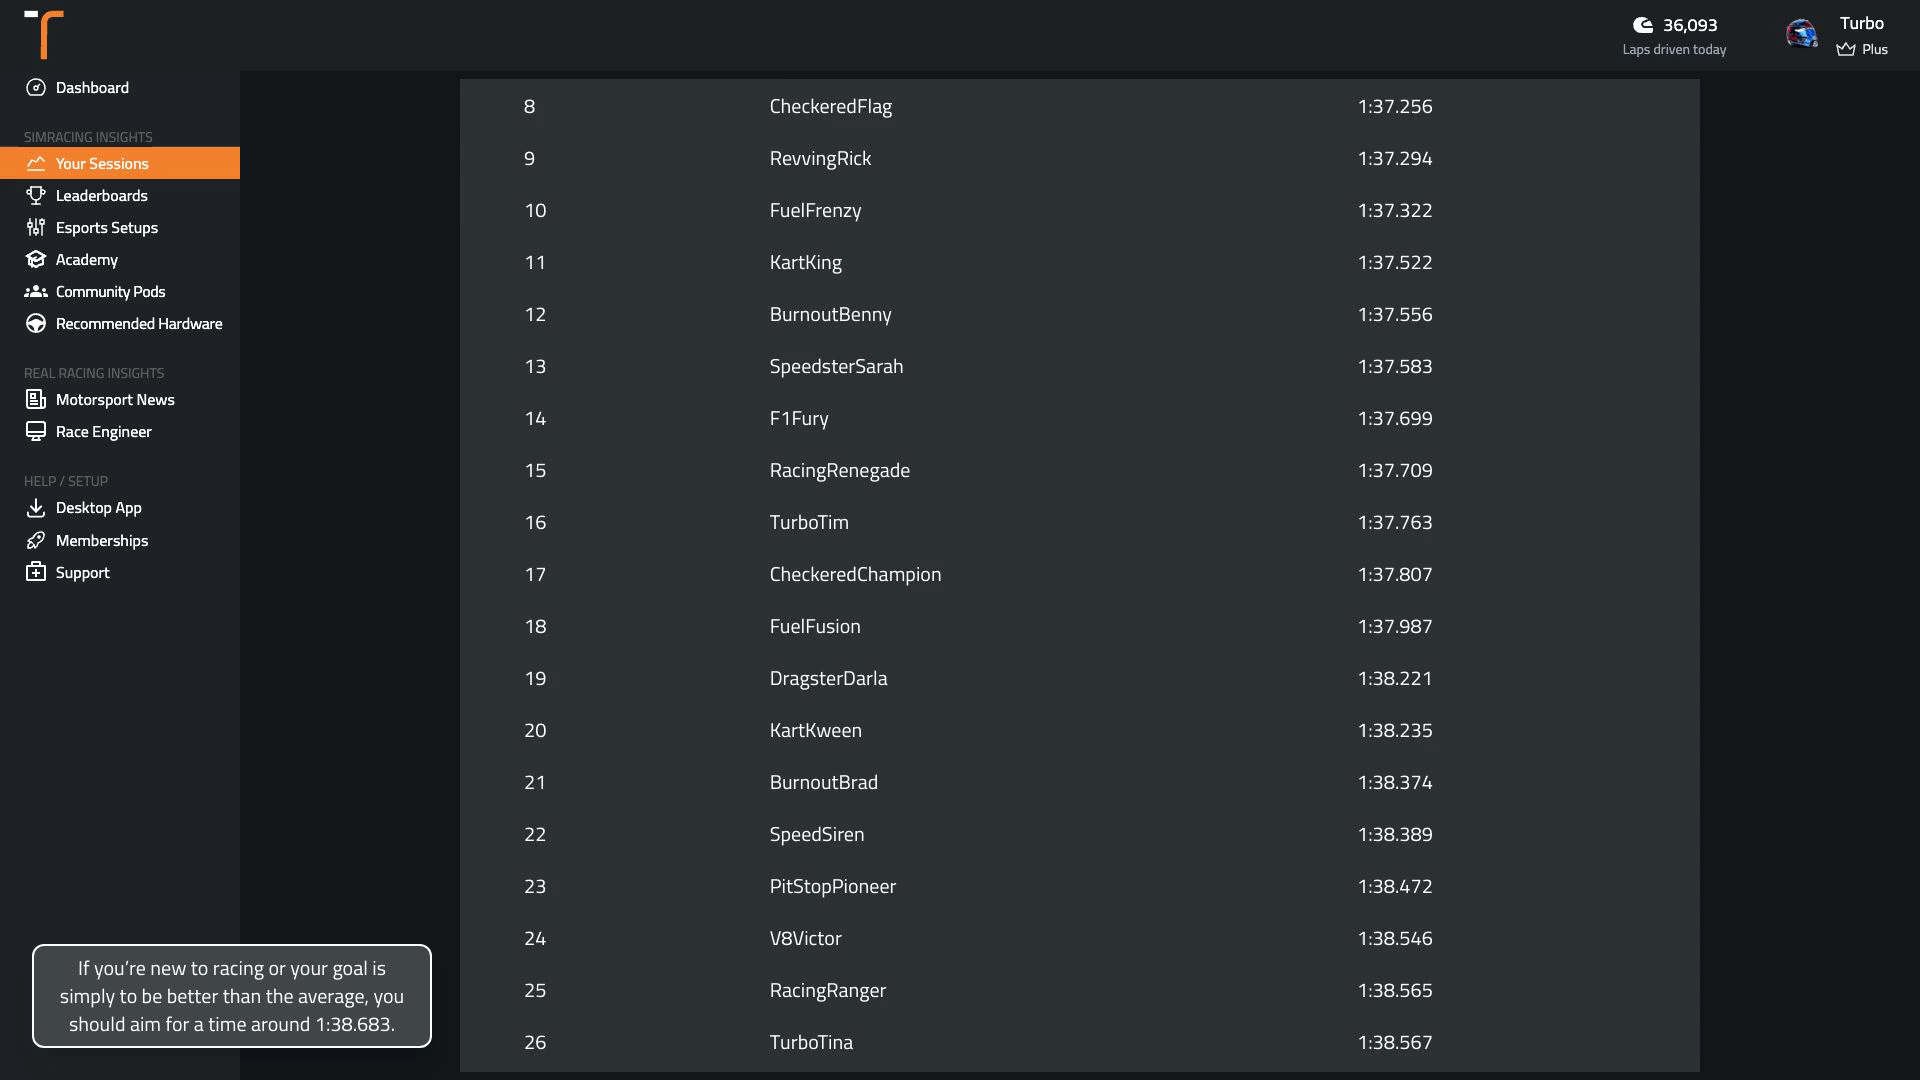 36,093
Laps driven today
Turbo
Plus
Dashboard
SIMRACING INSIGHTS
Your Sessions
Leaderboards
Esports Setups
Academy
Community Pods
Recommended Hardware
REAL RACING INSIGHTS
Motorsport News
Race Engineer
HELP / SETUP
Desktop App
Memberships
Support
8 CheckeredFlag 1:37.256
9 RevvingRick 1:37.294
10 FuelFrenzy 1:37.322
11 KartKing 1:37.522
12 BurnoutBenny 1:37.556
13 SpeedsterSarah 1:37.583
14 F1Fury 1:37.699
15 RacingRenegade 1:37.709
16 TurboTim 1:37.763
17 CheckeredChampion 1:37.807
18 FuelFusion 1:37.987
19 DragsterDarla 1:38.221
20 KartKween 1:38.235
21 BurnoutBrad 1:38.374
22 SpeedSiren 1:38.389
23 PitStopPioneer 1:38.472
24 V8Victor 1:38.546
25 RacingRanger 1:38.565
26 TurboTina 1:38.567
If you’re new to racing or your goal is
simply to be better than the average, you
should aim for a time around 1:38.683.